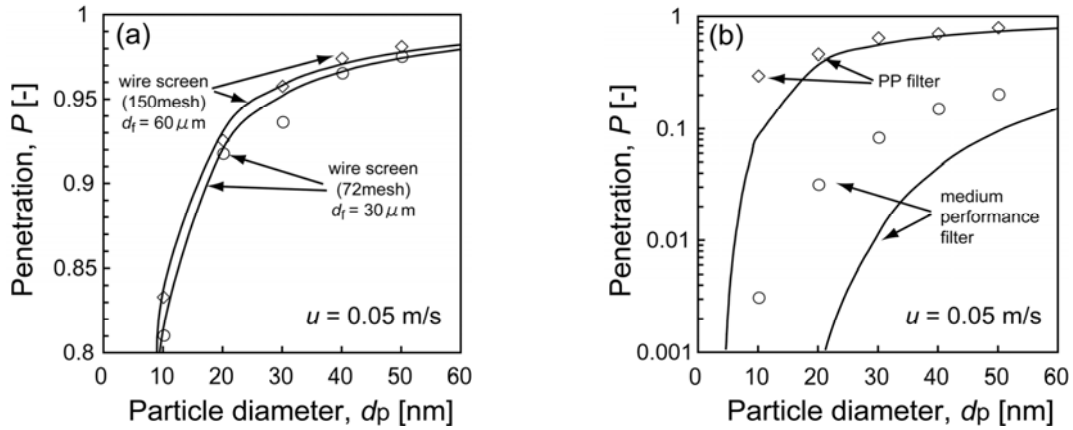 (a)
wire screen
(150mesh)
d_f = 60 μm
wire screen
(72mesh)
d_f = 30 μm
u = 0.05 m/s
Penetration, P [-]
1
0.95
0.9
0.85
0.8
0 10 20 30 40 50 60
Particle diameter, dp [nm]
(b)
PP filter
medium
performance
filter
u = 0.05 m/s
Penetration, P [-]
1
0.1
0.01
0.001
0 10 20 30 40 50 60
Particle diameter, dp [nm]